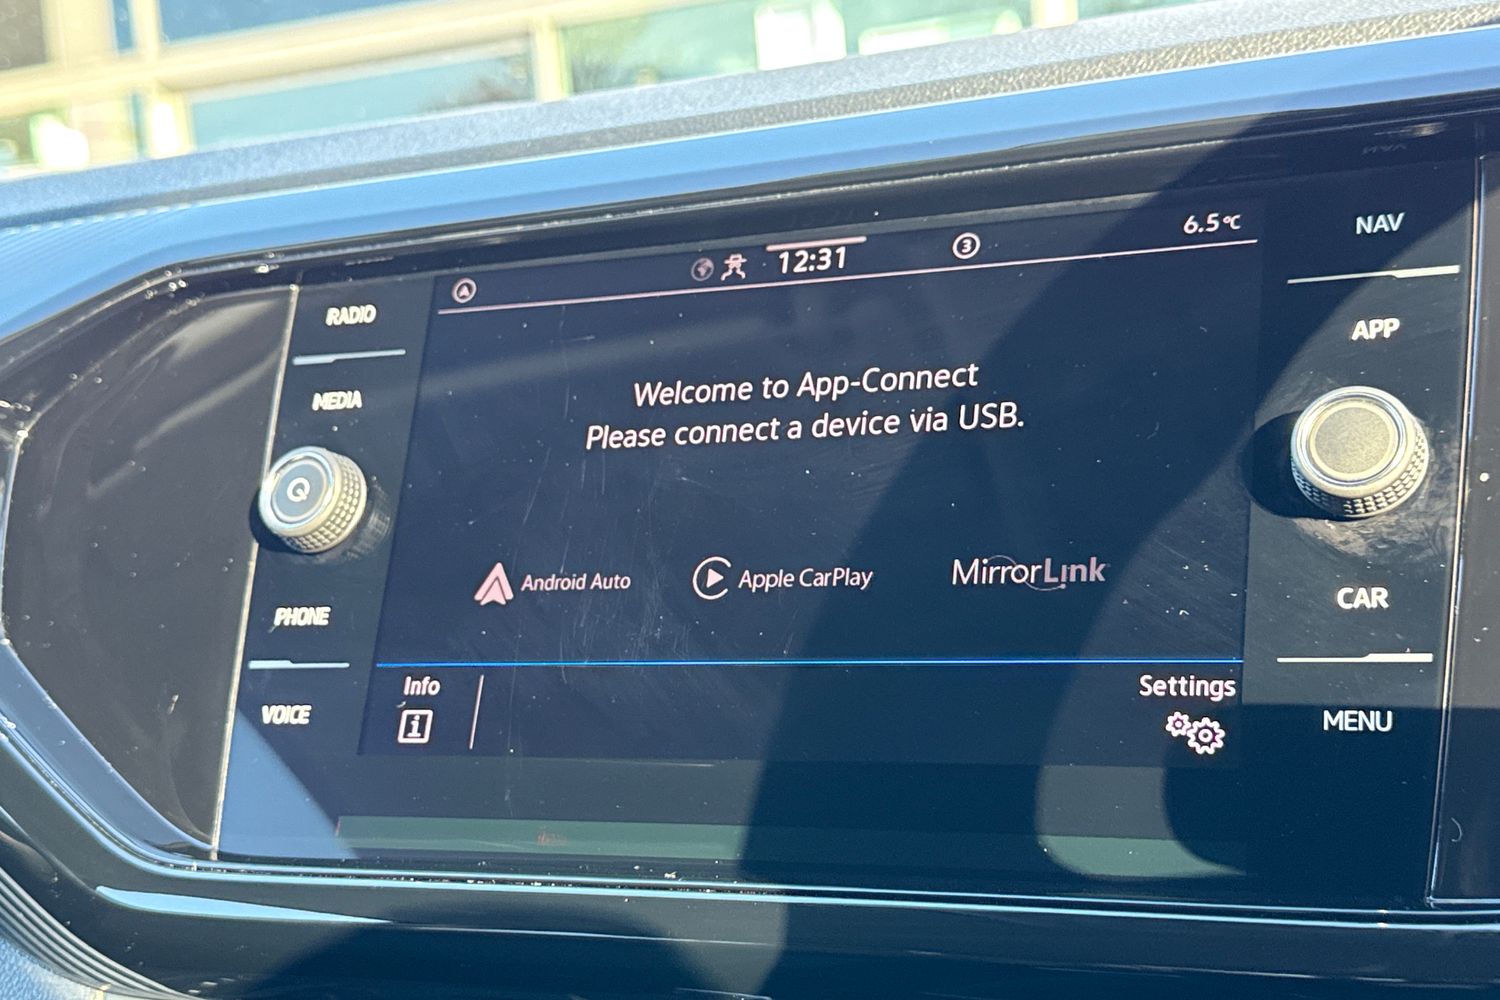 NAV
6.5°C
3
12:31
A
RADIO
APP
MEDIA
Welcome to App-Connect
Please connect a device via USB.
Android Auto
Apple CarPlay
MirrorLink
CAR
PHONE
Info
i
Settings
VOICE
MENU